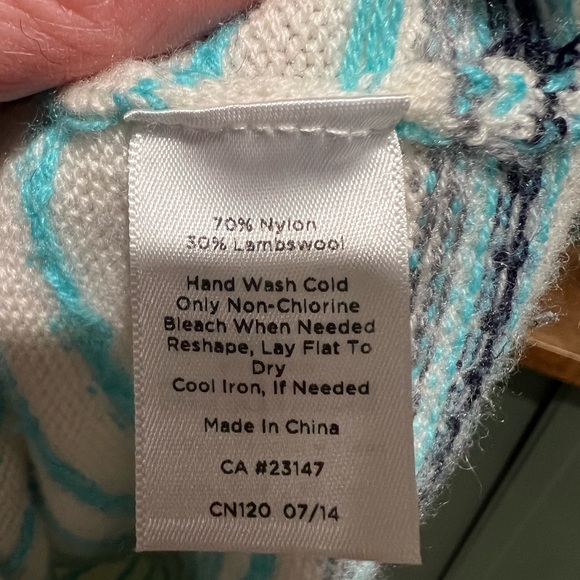 70% Nylon
30% Lambswool
Hand Wash Cold
Only Non-Chlorine
Bleach When Needed
Reshape, Lay Flat To
Dry
Cool Iron, If Needed
Made In China
CA #23147
CN120 07/14